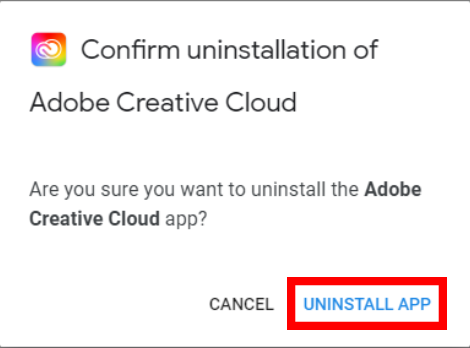 Confirm uninstallation of
Adobe Creative Cloud
Are you sure you want to uninstall the Adobe
Creative Cloud app?
CANCEL UNINSTALL APP